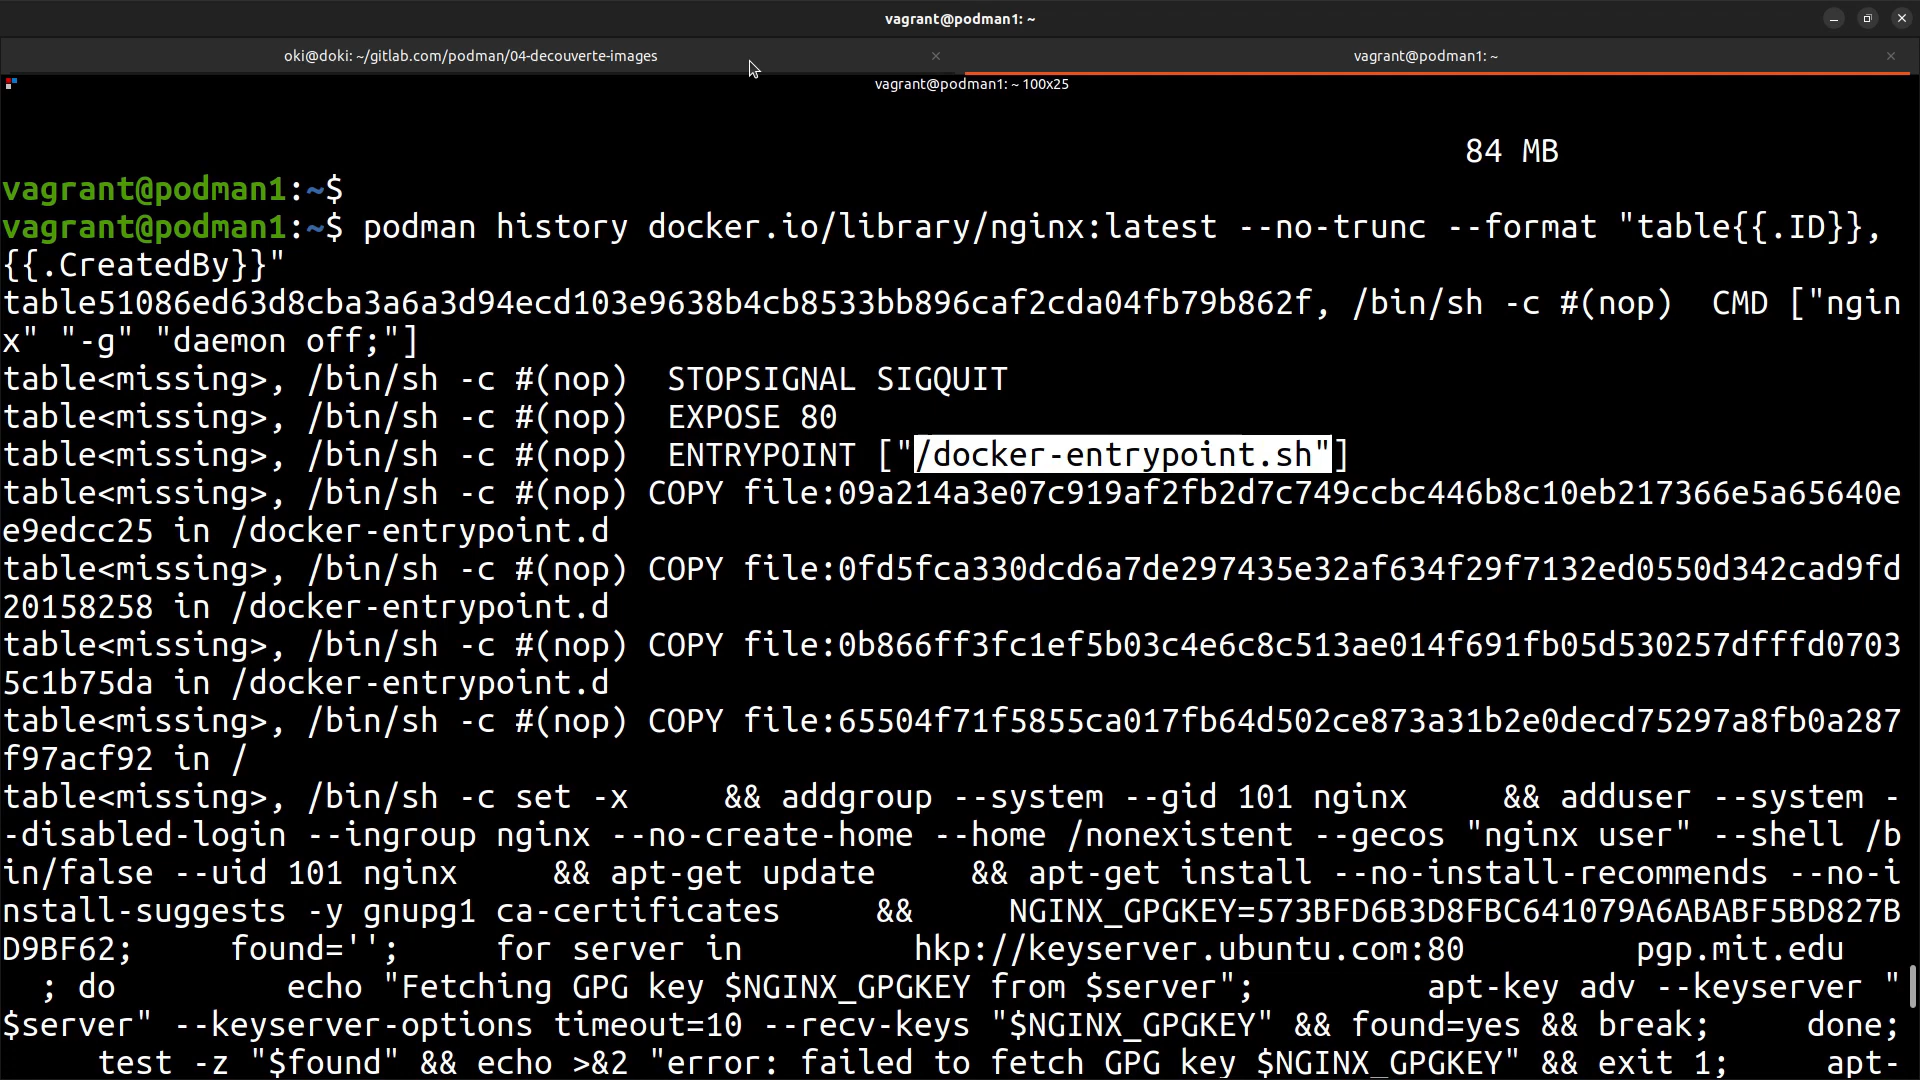 vagrant@podman1: ~
oki@doki: ~/gitlab.com/podman/04-decouverte-images
vagrant@podman1: ~
vagrant@podman1: ~ 100x25
84 MB
vagrant@podman1:~$
vagrant@podman1:~$ podman history docker.io/library/nginx:latest --no-trunc --format "table{{.ID}},
{{.CreatedBy}}"
table51086ed63d8cba3a6a3d94ecd103e9638b4cb8533bb896caf2cda04fb79b862f, /bin/sh -c #(nop)  CMD ["ngin
x" "-g" "daemon off;"]
table<missing>, /bin/sh -c #(nop)  STOPSIGNAL SIGQUIT
table<missing>, /bin/sh -c #(nop)  EXPOSE 80
table<missing>, /bin/sh -c #(nop)  ENTRYPOINT ["/docker-entrypoint.sh"]
table<missing>, /bin/sh -c #(nop) COPY file:09a214a3e07c919af2fb2d7c749ccbc446b8c10eb217366e5a65640e
e9edcc25 in /docker-entrypoint.d
table<missing>, /bin/sh -c #(nop) COPY file:0fd5fca330dcd6a7de297435e32af634f29f7132ed0550d342cad9fd
20158258 in /docker-entrypoint.d
table<missing>, /bin/sh -c #(nop) COPY file:0b866ff3fc1ef5b03c4e6c8c513ae014f691fb05d530257dfffd0703
5c1b75da in /docker-entrypoint.d
table<missing>, /bin/sh -c #(nop) COPY file:65504f71f5855ca017fb64d502ce873a31b2e0decd75297a8fb0a287
f97acf92 in /
table<missing>, /bin/sh -c set -x     && addgroup --system --gid 101 nginx     && adduser --system -
-disabled-login --ingroup nginx --no-create-home --home /nonexistent --gecos "nginx user" --shell /b
in/false --uid 101 nginx     && apt-get update     && apt-get install --no-install-recommends --no-i
nstall-suggests -y gnupg1 ca-certificates     &&     NGINX_GPGKEY=573BFD6B3D8FBC641079A6ABABF5BD827B
D9BF62;     found='';     for server in         hkp://keyserver.ubuntu.com:80         pgp.mit.edu
  ; do         echo "Fetching GPG key $NGINX_GPGKEY from $server";         apt-key adv --keyserver "
$server" --keyserver-options timeout=10 --recv-keys "$NGINX_GPGKEY" && found=yes && break;     done;
     test -z "$found" && echo >&2 "error: failed to fetch GPG key $NGINX_GPGKEY" && exit 1;     apt-